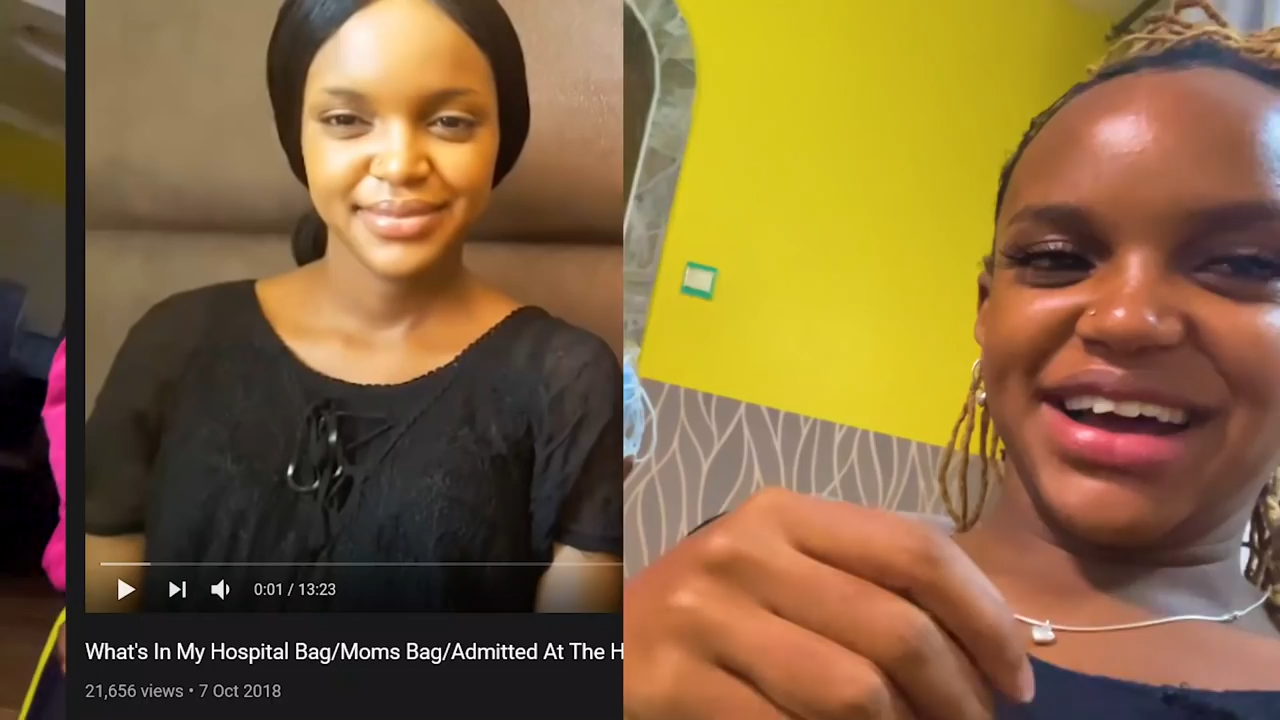 0:01 / 13:23
What's In My Hospital Bag/Moms Bag/Admitted At The H
21,656 views • 7 Oct 2018